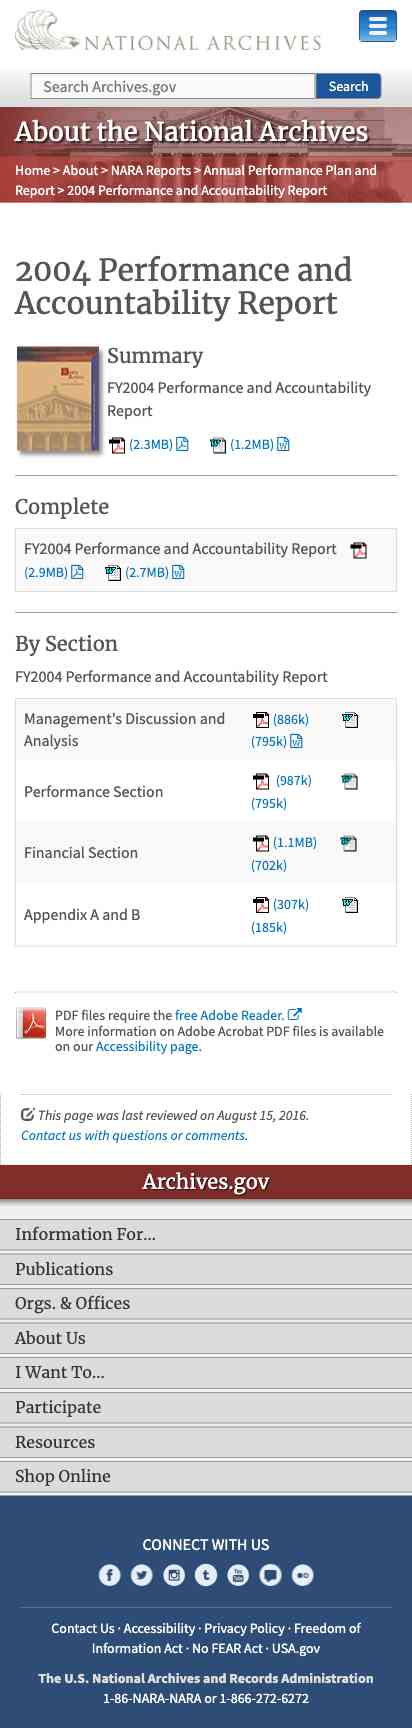 NATIONAL ARCHIVES
Search Archives.gov
Search
About the National Archives
Home > About > NARA Reports > Annual Performance Plan and
Report > 2004 Performance and Accountability Report
2004 Performance and
Accountability Report
Summary
FY2004 Performance and Accountability
Report
(2.3MB) (1.2MB)
Complete
FY2004 Performance and Accountability Report
(2.9MB) (2.7MB)
By Section
FY2004 Performance and Accountability Report
Management's Discussion and
Analysis
(886k)
(795k)
Performance Section
(987k)
(795k)
Financial Section
(1.1MB)
(702k)
Appendix A and B
(307k)
(185k)
PDF files require the free Adobe Reader.
More information on Adobe Acrobat PDF files is available
on our Accessibility page.
This page was last reviewed on August 15, 2016.
Contact us with questions or comments.
Archives.gov
Information For…
Publications
Orgs. & Offices
About Us
I Want To…
Participate
Resources
Shop Online
CONNECT WITH US
Contact Us · Accessibility · Privacy Policy · Freedom of
Information Act · No FEAR Act · USA.gov
The U.S. National Archives and Records Administration
1-86-NARA-NARA or 1-866-272-6272